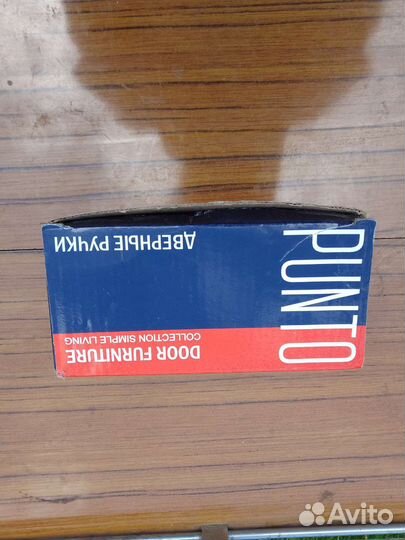 PUNTO
DOOR FURNITURE
COLLECTION SIMPLE LIVING
ДВЕРНЫЕ РУЧКИ
Avito